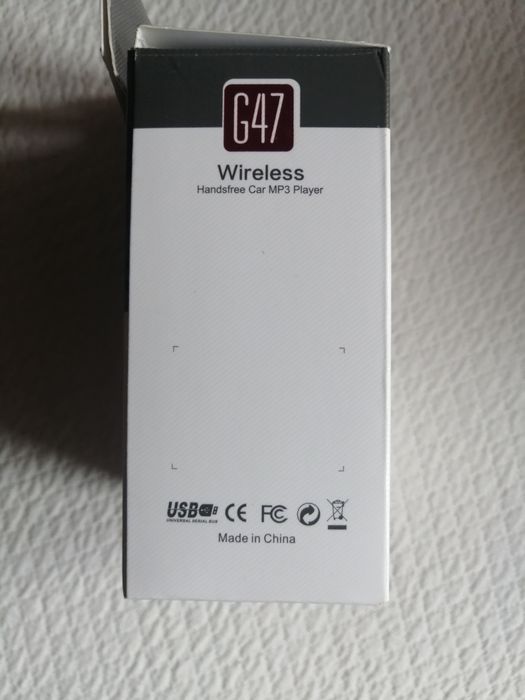 G47
Wireless
Handsfree Car MP3 Player
USB
UNIVERSAL SERIAL BUS
CE FC
Made in China